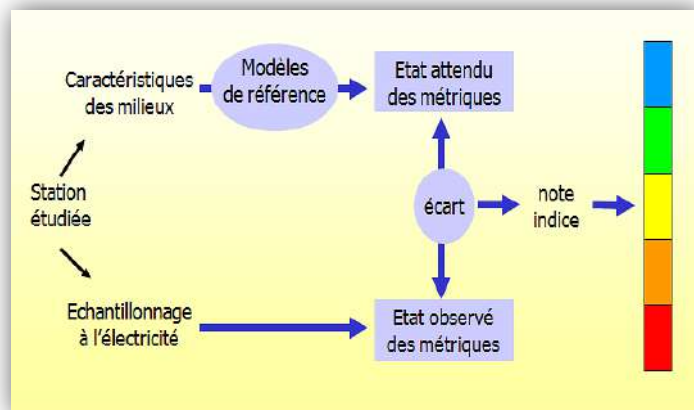 Caractéristiques
des milieux
Modèles
de référence
Etat attendu
des métriques
Station
étudiée
écart
note
indice
Echantillonnage
à l'électricité
Etat observé
des métriques